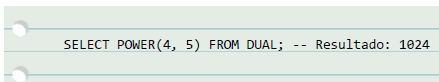 SELECT POWER(4, 5) FROM DUAL; -- Resultado: 1024